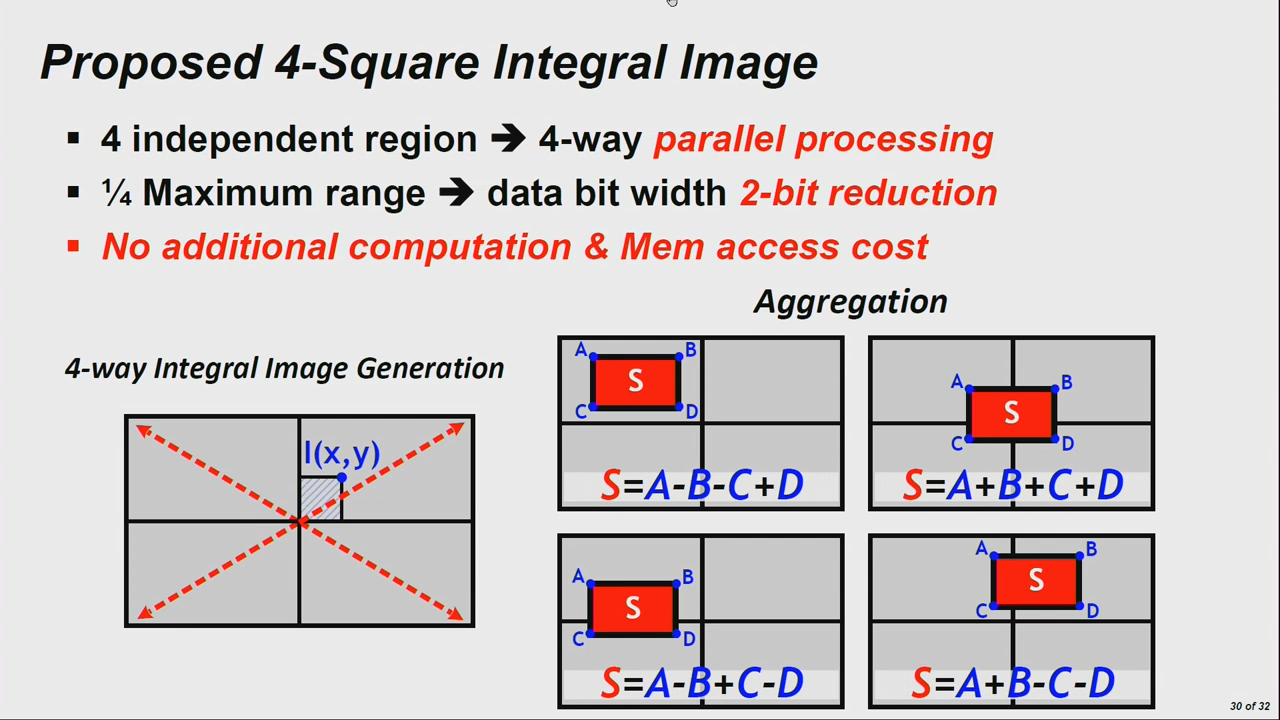 Proposed 4-Square Integral Image
▪ 4 independent region ➔ 4-way parallel processing
▪ ¼ Maximum range ➔ data bit width 2-bit reduction
▪ No additional computation & Mem access cost
Aggregation
4-way Integral Image Generation
I(x,y)
A B
S
C D
S=A-B-C+D
A B
S
C D
S=A+B+C+D
A B
S
C D
S=A-B+C-D
A B
S
C D
S=A+B-C-D
30 of 32